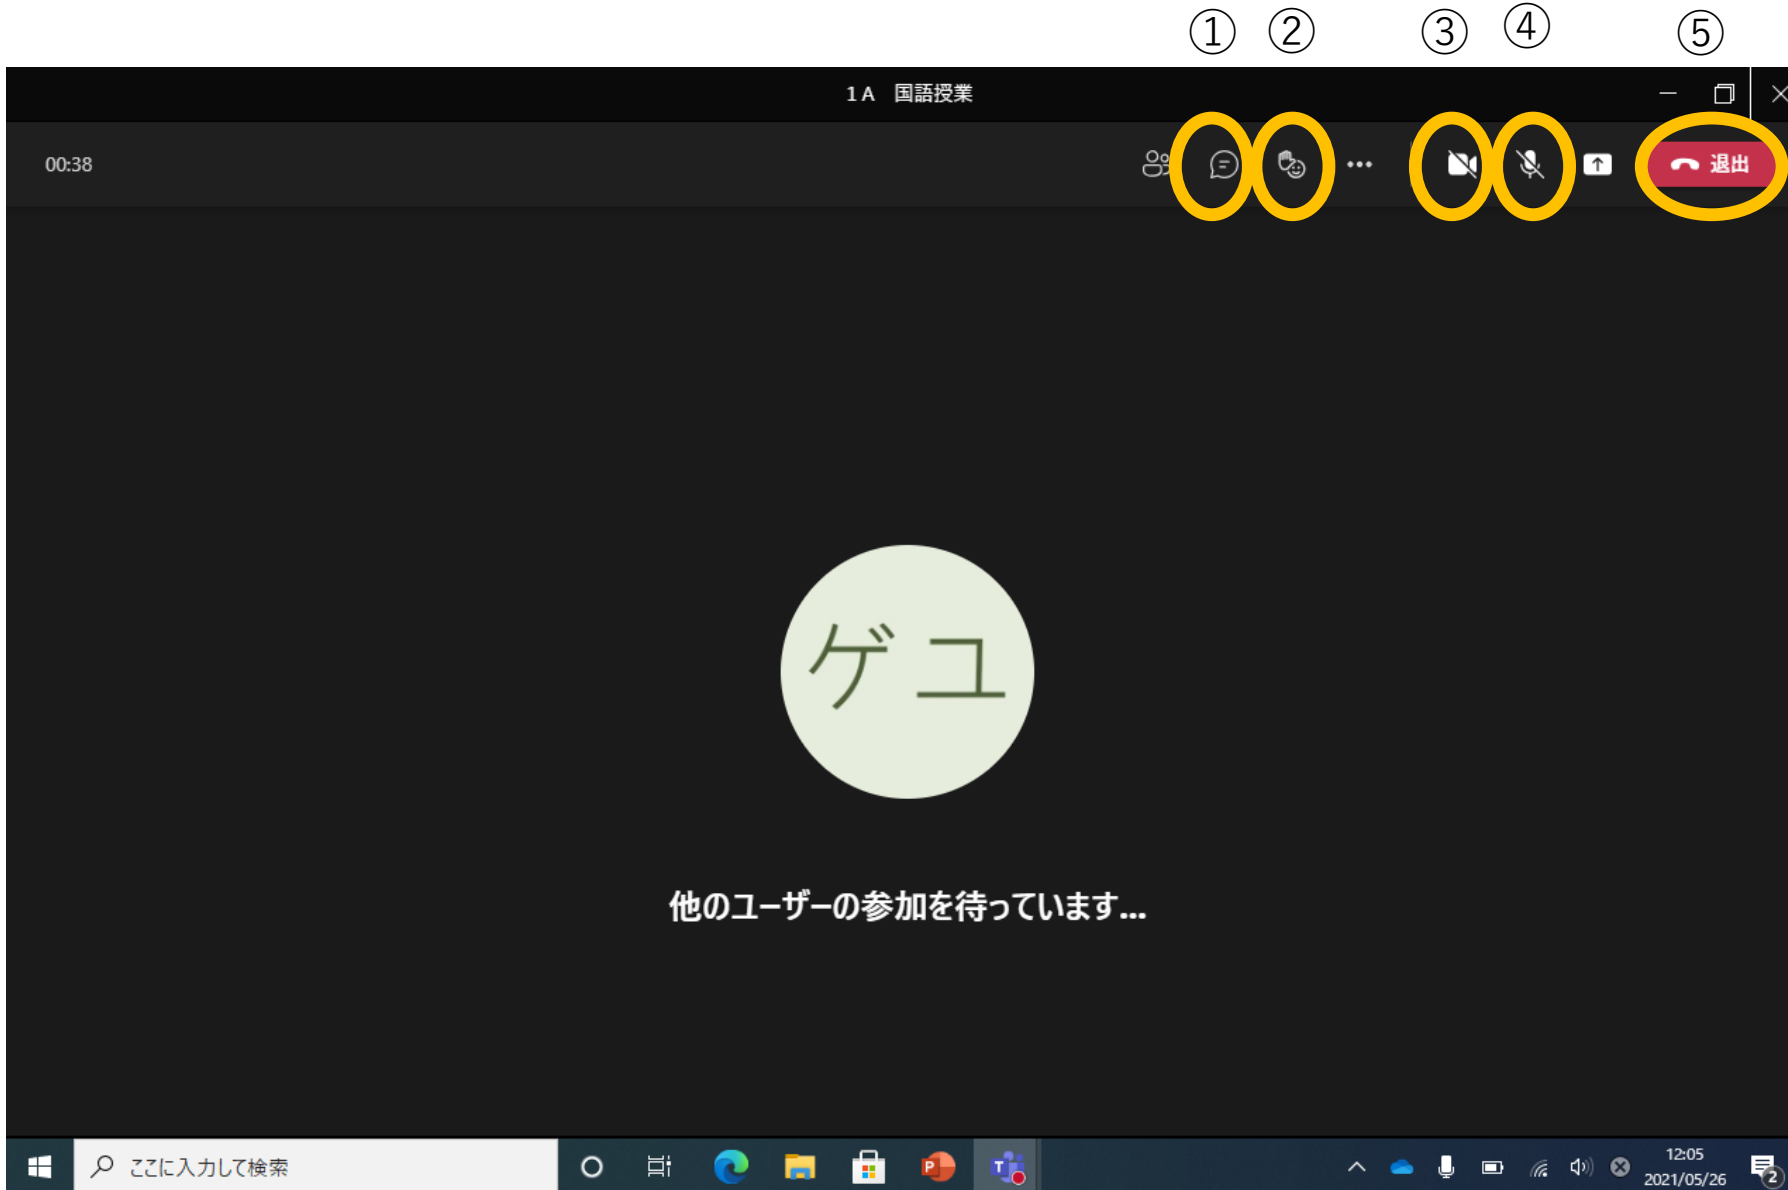 ① ② ③ ④ ⑤
1A 国語授業
00:38
退出
ゲユ
他のユーザーの参加を待っています...
ここに入力して検索
12:05
2021/05/26
2